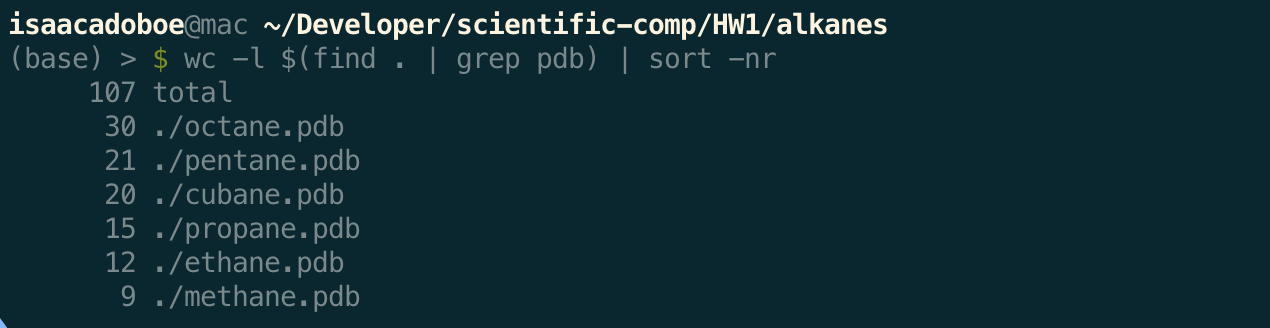 isaacadoboe@mac ~/Developer/scientific-comp/HW1/alkanes
(base) > $ wc -l $(find . | grep pdb) | sort -nr
107 total
30 ./octane.pdb
21 ./pentane.pdb
20 ./cubane.pdb
15 ./propane.pdb
12 ./ethane.pdb
9 ./methane.pdb